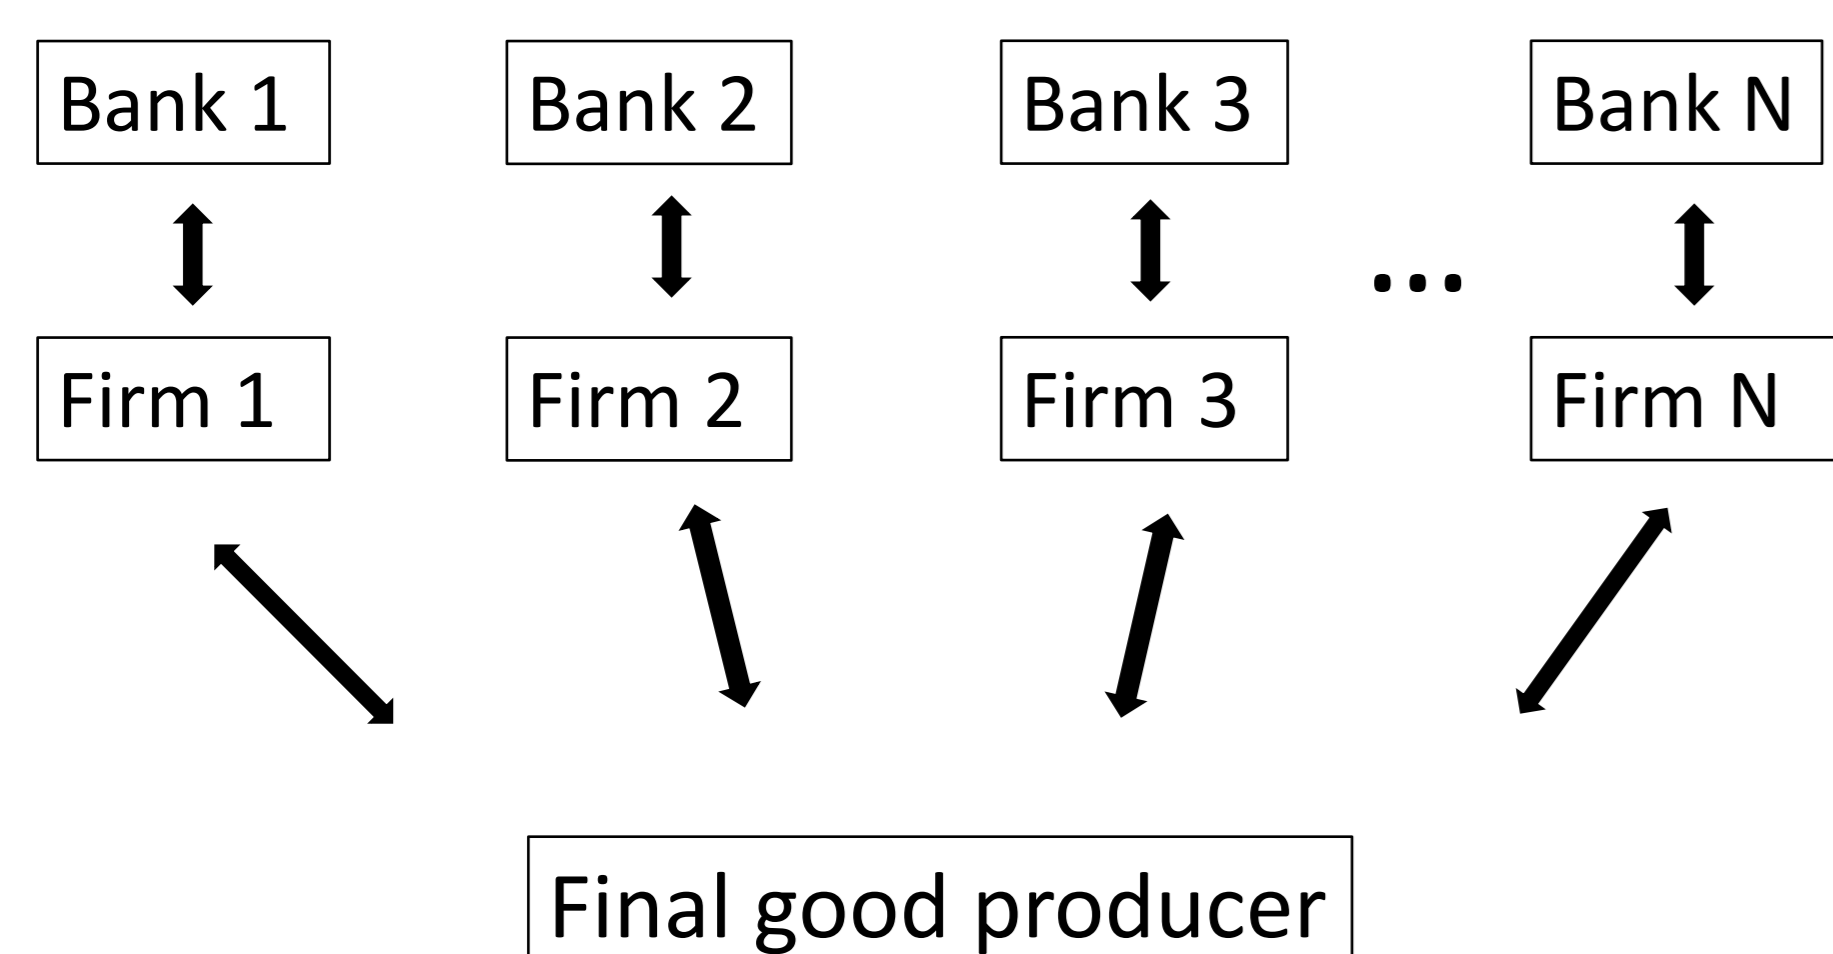 Bank 1 Bank 2 Bank 3 Bank N
...
Firm 1 Firm 2 Firm 3 Firm N
Final good producer